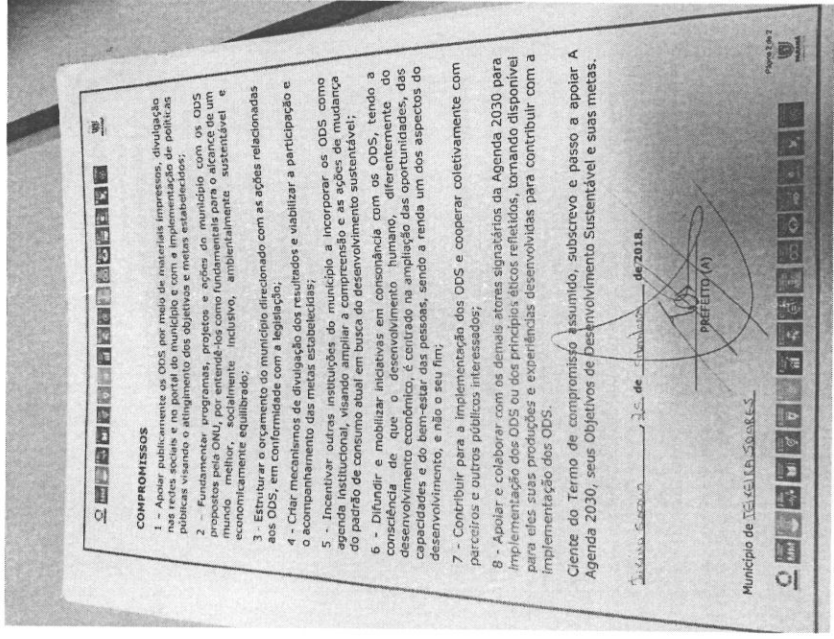 COMPROMISSOS
1 - Apoiar publicamente os ODS por meio de materiais impressos, divulgação
nas redes sociais e no portal do município e com a implementação de políticas
públicas visando o atingimento dos objetivos e metas estabelecidos;
2 - Fundamentar programas, projetos e ações do município com os ODS
propostos pela ONU, por entendê-los como fundamentais para o alcance de um
mundo melhor, socialmente inclusivo, ambientalmente sustentável e
economicamente equilibrado;
3 - Estruturar o orçamento do município direcionado com as ações relacionadas
aos ODS, em conformidade com a legislação;
4 - Criar mecanismos de divulgação dos resultados e viabilizar a participação e
o acompanhamento das metas estabelecidas;
5 - Incentivar outras instituições do município a incorporar os ODS como
agenda institucional, visando ampliar a compreensão e as ações de mudança
do padrão de consumo atual em busca do desenvolvimento sustentável;
6 - Difundir e mobilizar iniciativas em consonância com os ODS, tendo a
consciência de que o desenvolvimento humano, diferentemente do
desenvolvimento econômico, é centrado na ampliação das oportunidades, das
capacidades e do bem-estar das pessoas, sendo a renda um dos aspectos do
desenvolvimento, e não o seu fim;
7 - Contribuir para a implementação dos ODS e cooperar coletivamente com
parceiros e outros públicos interessados;
8 - Apoiar e colaborar com os demais atores signatários da Agenda 2030 para
implementação dos ODS ou dos princípios éticos refletidos, tornando disponível
para eles suas produções e experiências desenvolvidas para contribuir com a
implementação dos ODS.
Ciente do Termo de compromisso assumido, subscrevo e passo a apoiar A
Agenda 2030, seus Objetivos de Desenvolvimento Sustentável e suas metas.
de de 2018.
PREFEITO (A)
Município de TEIXEIRA SOARES
Página 2 de 2